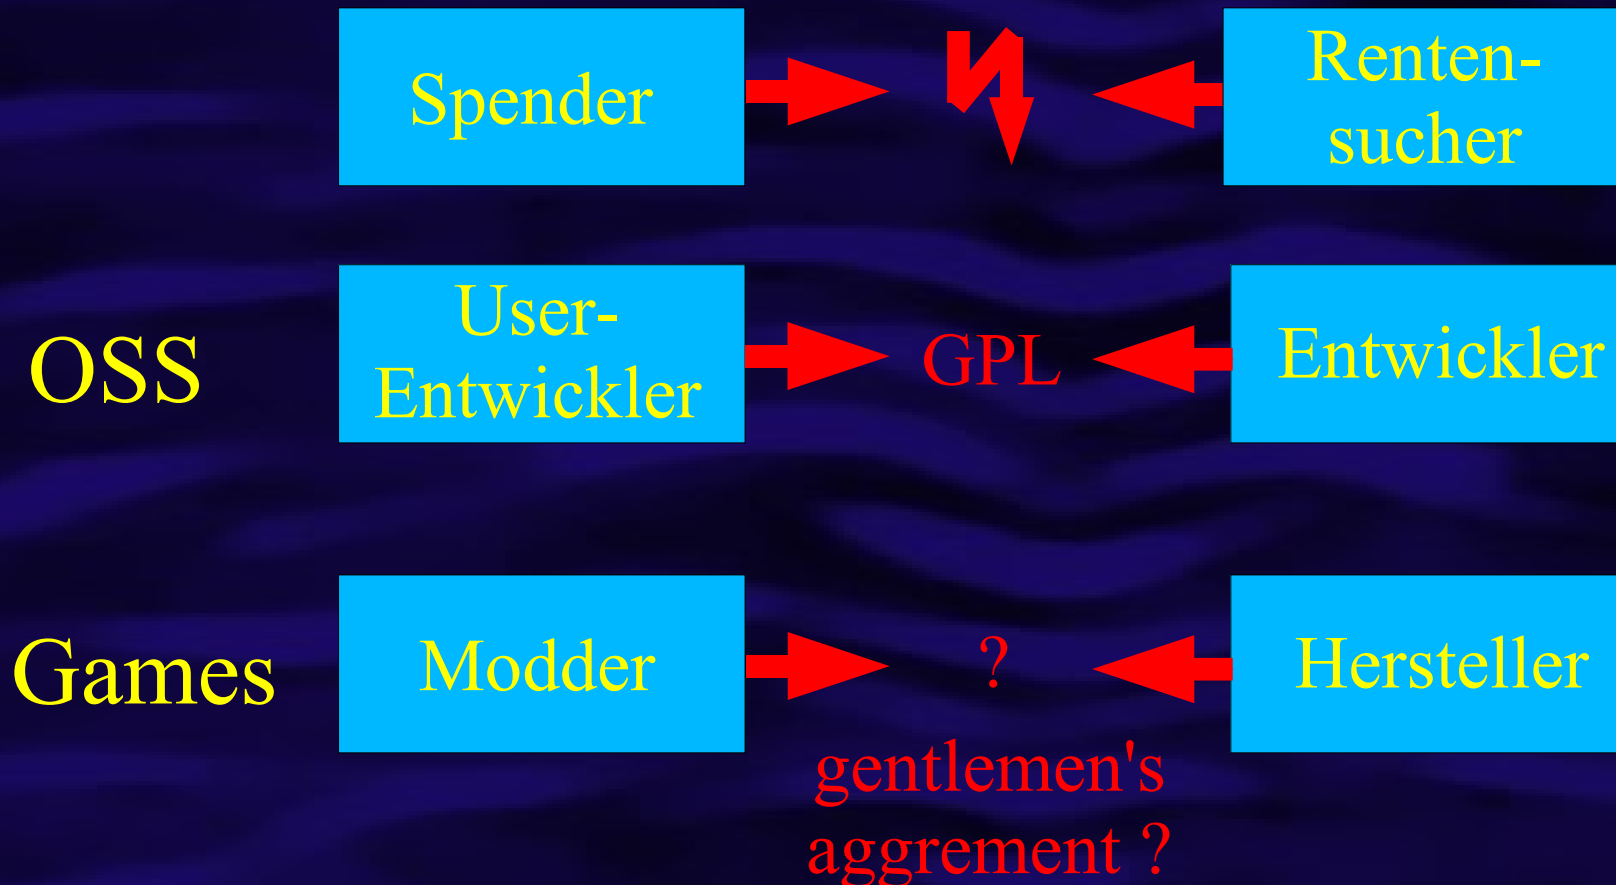 Spender
Renten-
sucher
OSS
User-
Entwickler
GPL
Entwickler
Games
Modder
?
Hersteller
gentlemen's
aggrement ?